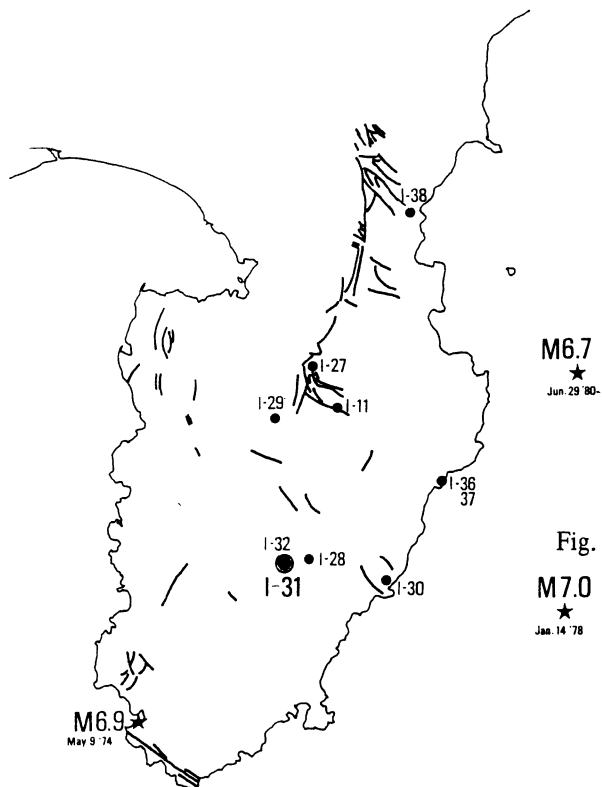 I-38
M6.7
Jun. 29 '80-
I-27
I-29
I-11
I-36
37
Fig.
I-32
I-28
I-31
I-30
M7.0
Jan. 14 '78
M6.9
May 9 '74